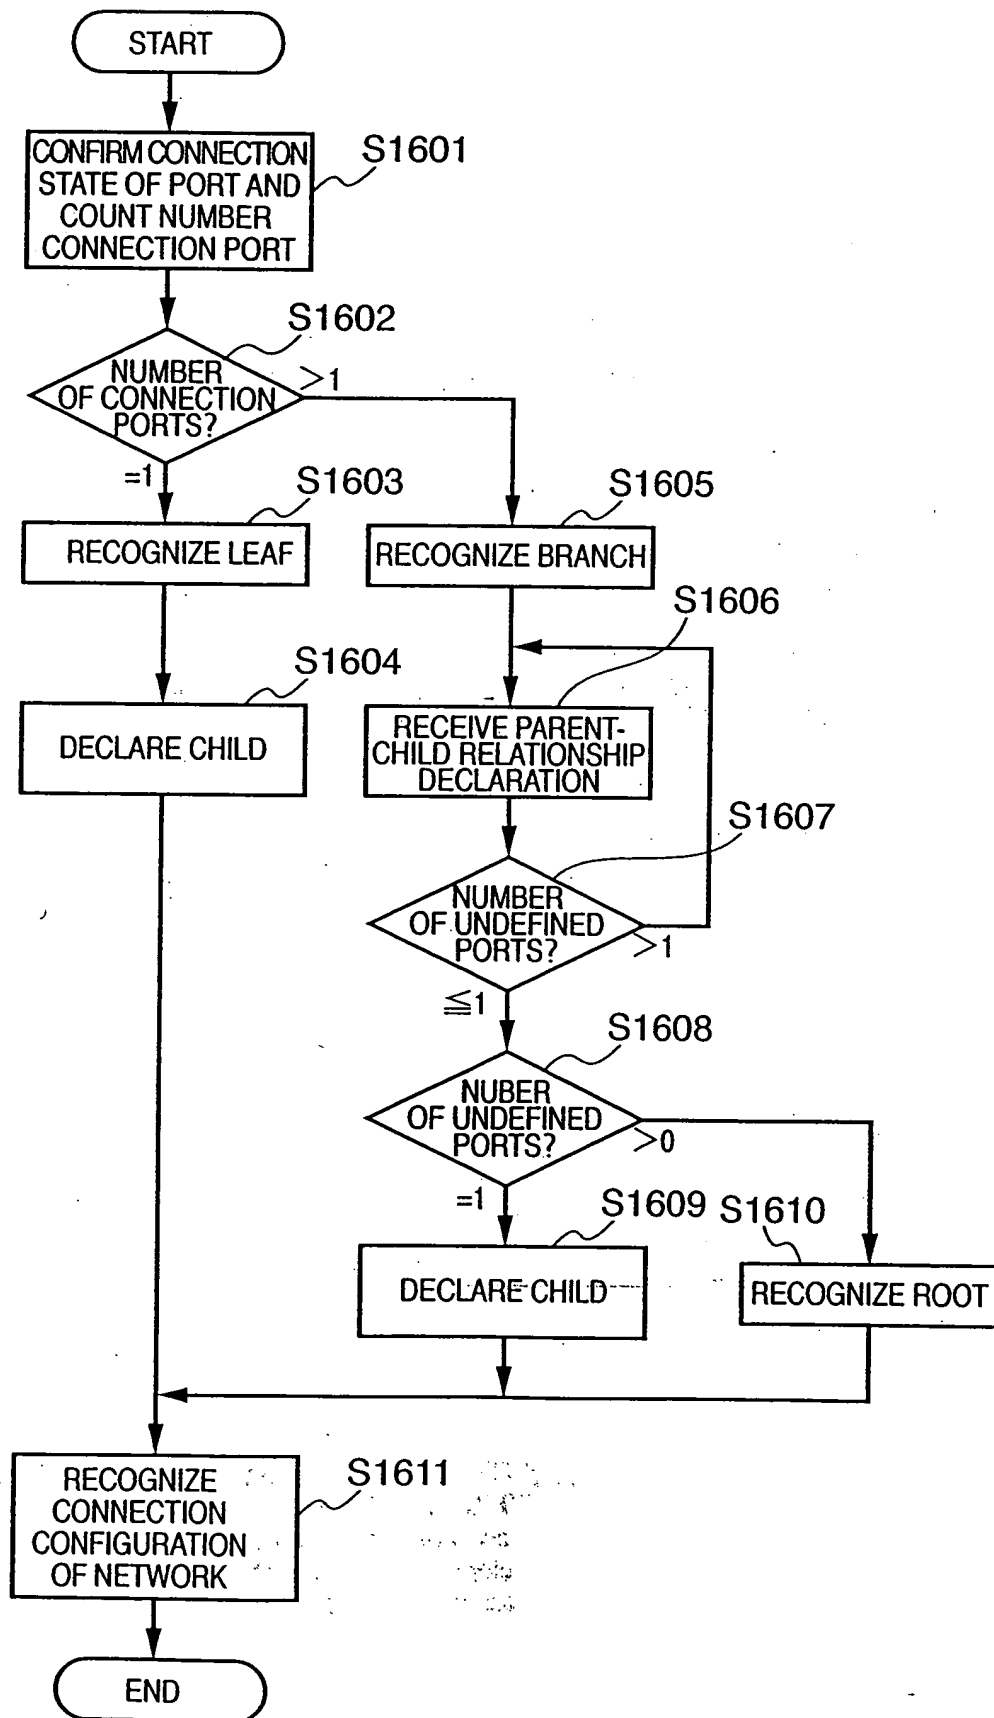 START
CONFIRM CONNECTION
STATE OF PORT AND
COUNT NUMBER
CONNECTION PORT
S1601
S1602
NUMBER
OF CONNECTION
PORTS?
>1
=1
S1603
RECOGNIZE LEAF
S1605
RECOGNIZE BRANCH
S1604
DECLARE CHILD
S1606
RECEIVE PARENT-
CHILD RELATIONSHIP
DECLARATION
S1607
NUMBER
OF UNDEFINED
PORTS?
>1
≦1
S1608
NUBER
OF UNDEFINED
PORTS?
>0
=1
S1609
DECLARE CHILD
S1610
RECOGNIZE ROOT
S1611
RECOGNIZE
CONNECTION
CONFIGURATION
OF NETWORK
END